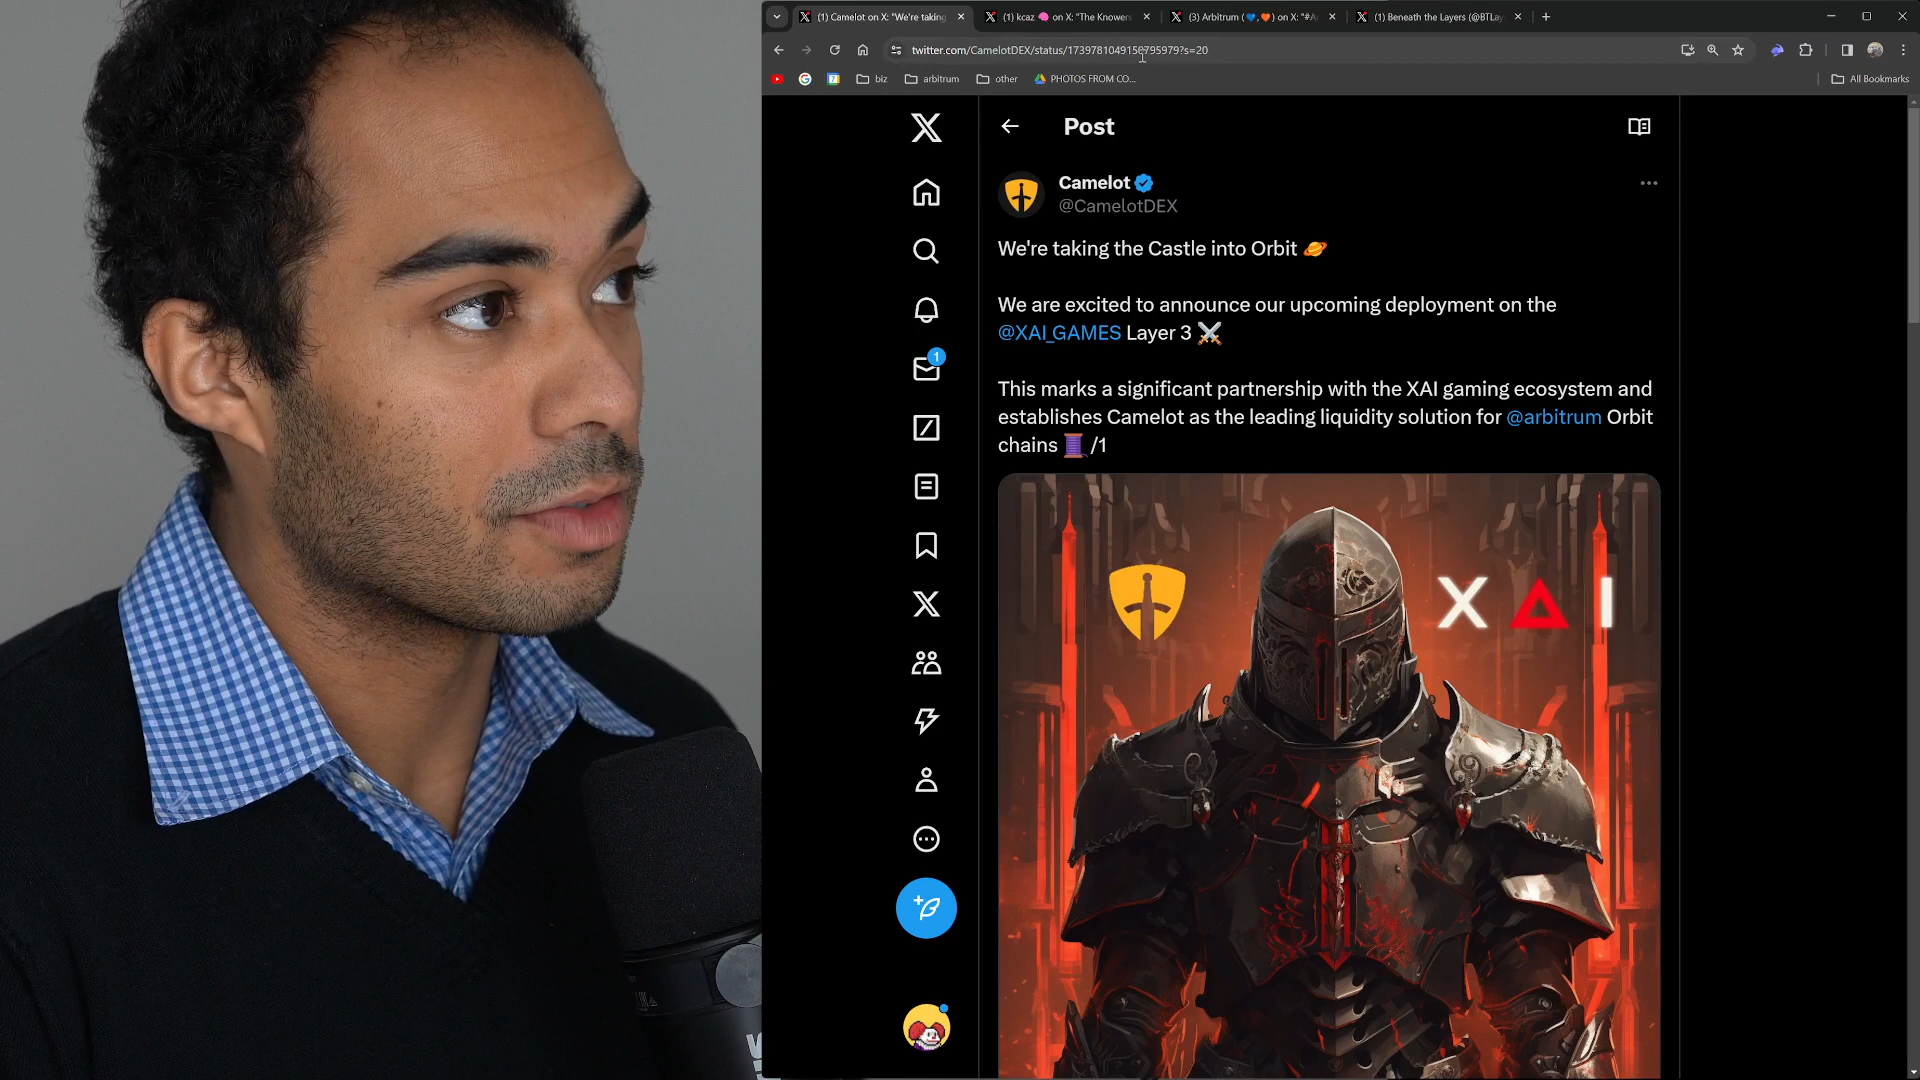 (1) Camelot on X: "We're taking
(1) kcaz 🧠 on X: "The Knowers
(3) Arbitrum (💙,🧡) on X: "#A
(1) Beneath the Layers (@BTLay
twitter.com/CamelotDEX/status/1739781049150795979?s=20
biz
arbitrum
other
PHOTOS FROM CO...
All Bookmarks
Post
Camelot
@CamelotDEX
We're taking the Castle into Orbit 🪐
We are excited to announce our upcoming deployment on the
@XAI_GAMES Layer 3 ⚔️
This marks a significant partnership with the XAI gaming ecosystem and
establishes Camelot as the leading liquidity solution for @arbitrum Orbit
chains 🧵 /1
1
X A I